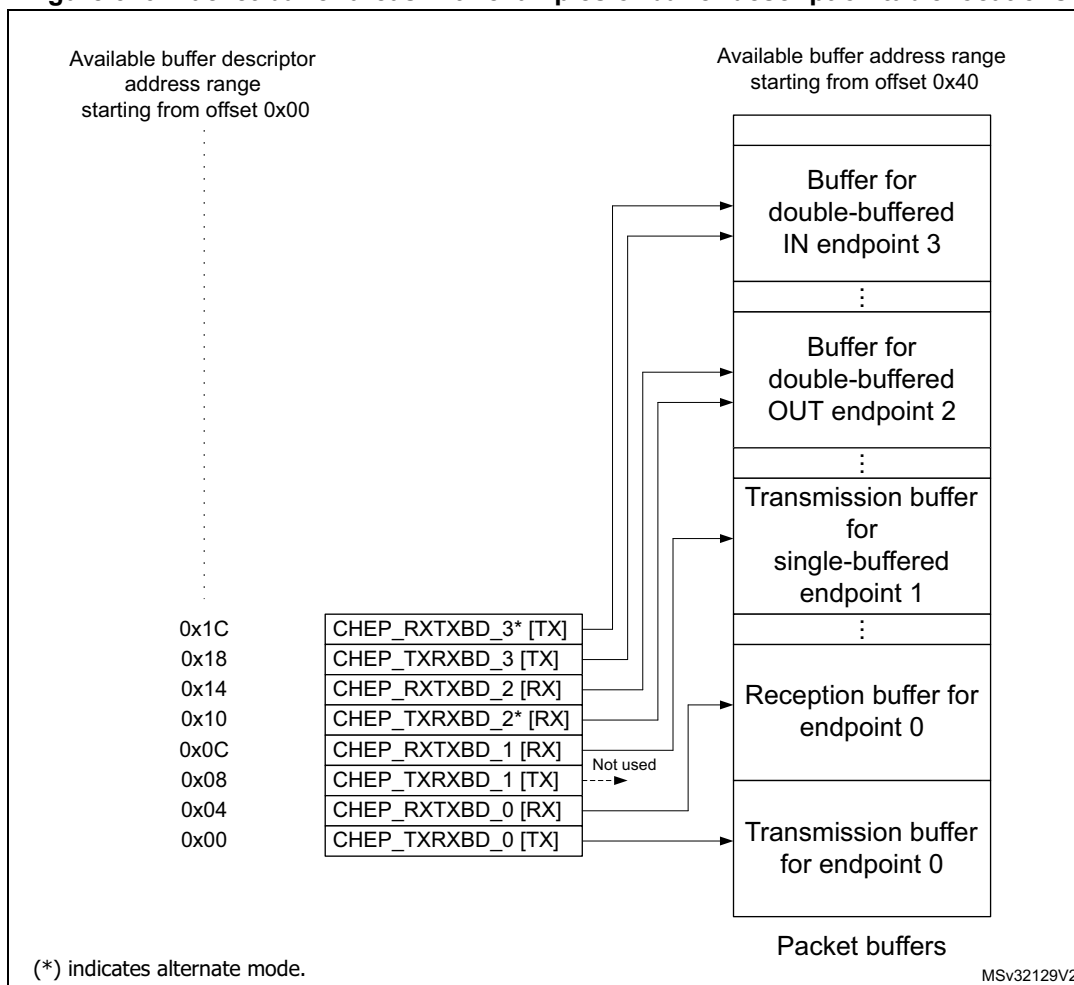 Available buffer descriptor
address range
starting from offset 0x00
Available buffer address range
starting from offset 0x40
Buffer for
double-buffered
IN endpoint 3
⋮
Buffer for
double-buffered
OUT endpoint 2
⋮
Transmission buffer
for
single-buffered
endpoint 1
⋮
Reception buffer for
endpoint 0
Transmission buffer
for endpoint 0
Packet buffers
0x1C CHEP_RXTXBD_3* [TX]
0x18 CHEP_TXRXBD_3 [TX]
0x14 CHEP_RXTXBD_2 [RX]
0x10 CHEP_TXRXBD_2* [RX]
0x0C CHEP_RXTXBD_1 [RX]
0x08 CHEP_TXRXBD_1 [TX] Not used
0x04 CHEP_RXTXBD_0 [RX]
0x00 CHEP_TXRXBD_0 [TX]
(*) indicates alternate mode.
MSv32129V2